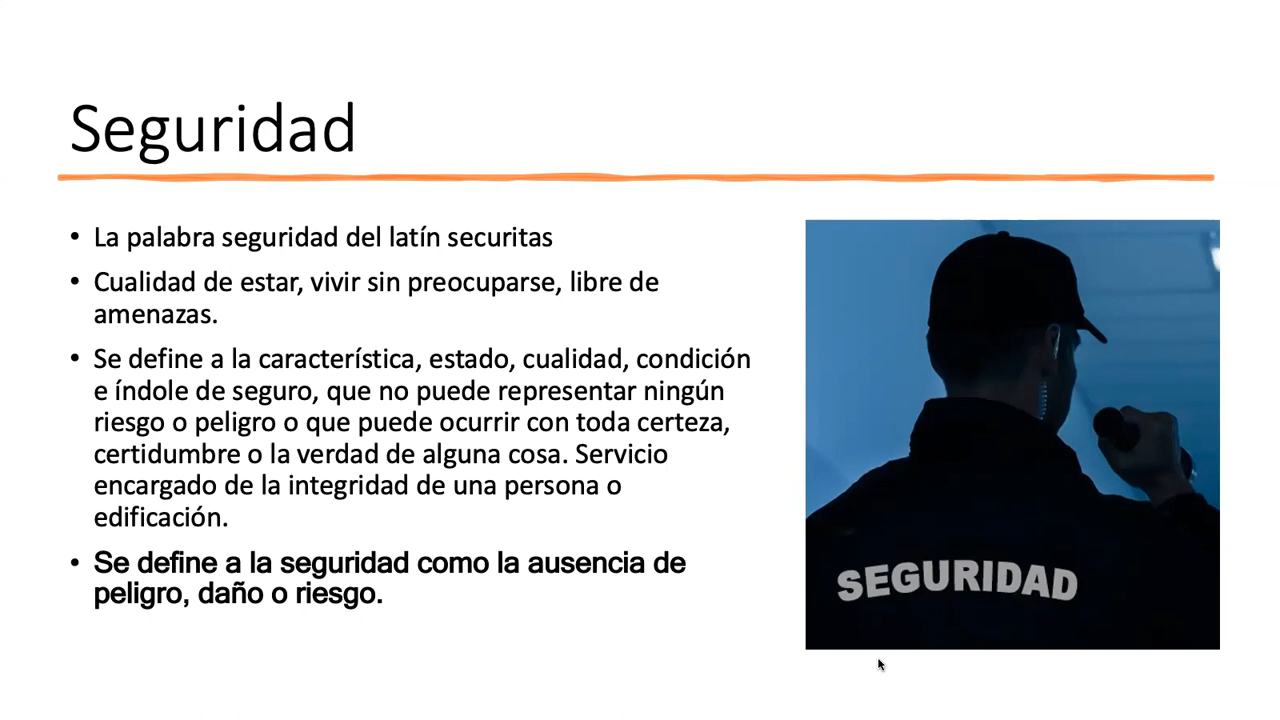 Seguridad
• La palabra seguridad del latín securitas
• Cualidad de estar, vivir sin preocuparse, libre de
amenazas.
• Se define a la característica, estado, cualidad, condición
e índole de seguro, que no puede representar ningún
riesgo o peligro o que puede ocurrir con toda certeza,
certidumbre o la verdad de alguna cosa. Servicio
encargado de la integridad de una persona o
edificación.
• Se define a la seguridad como la ausencia de
peligro, daño o riesgo.
SEGURIDAD